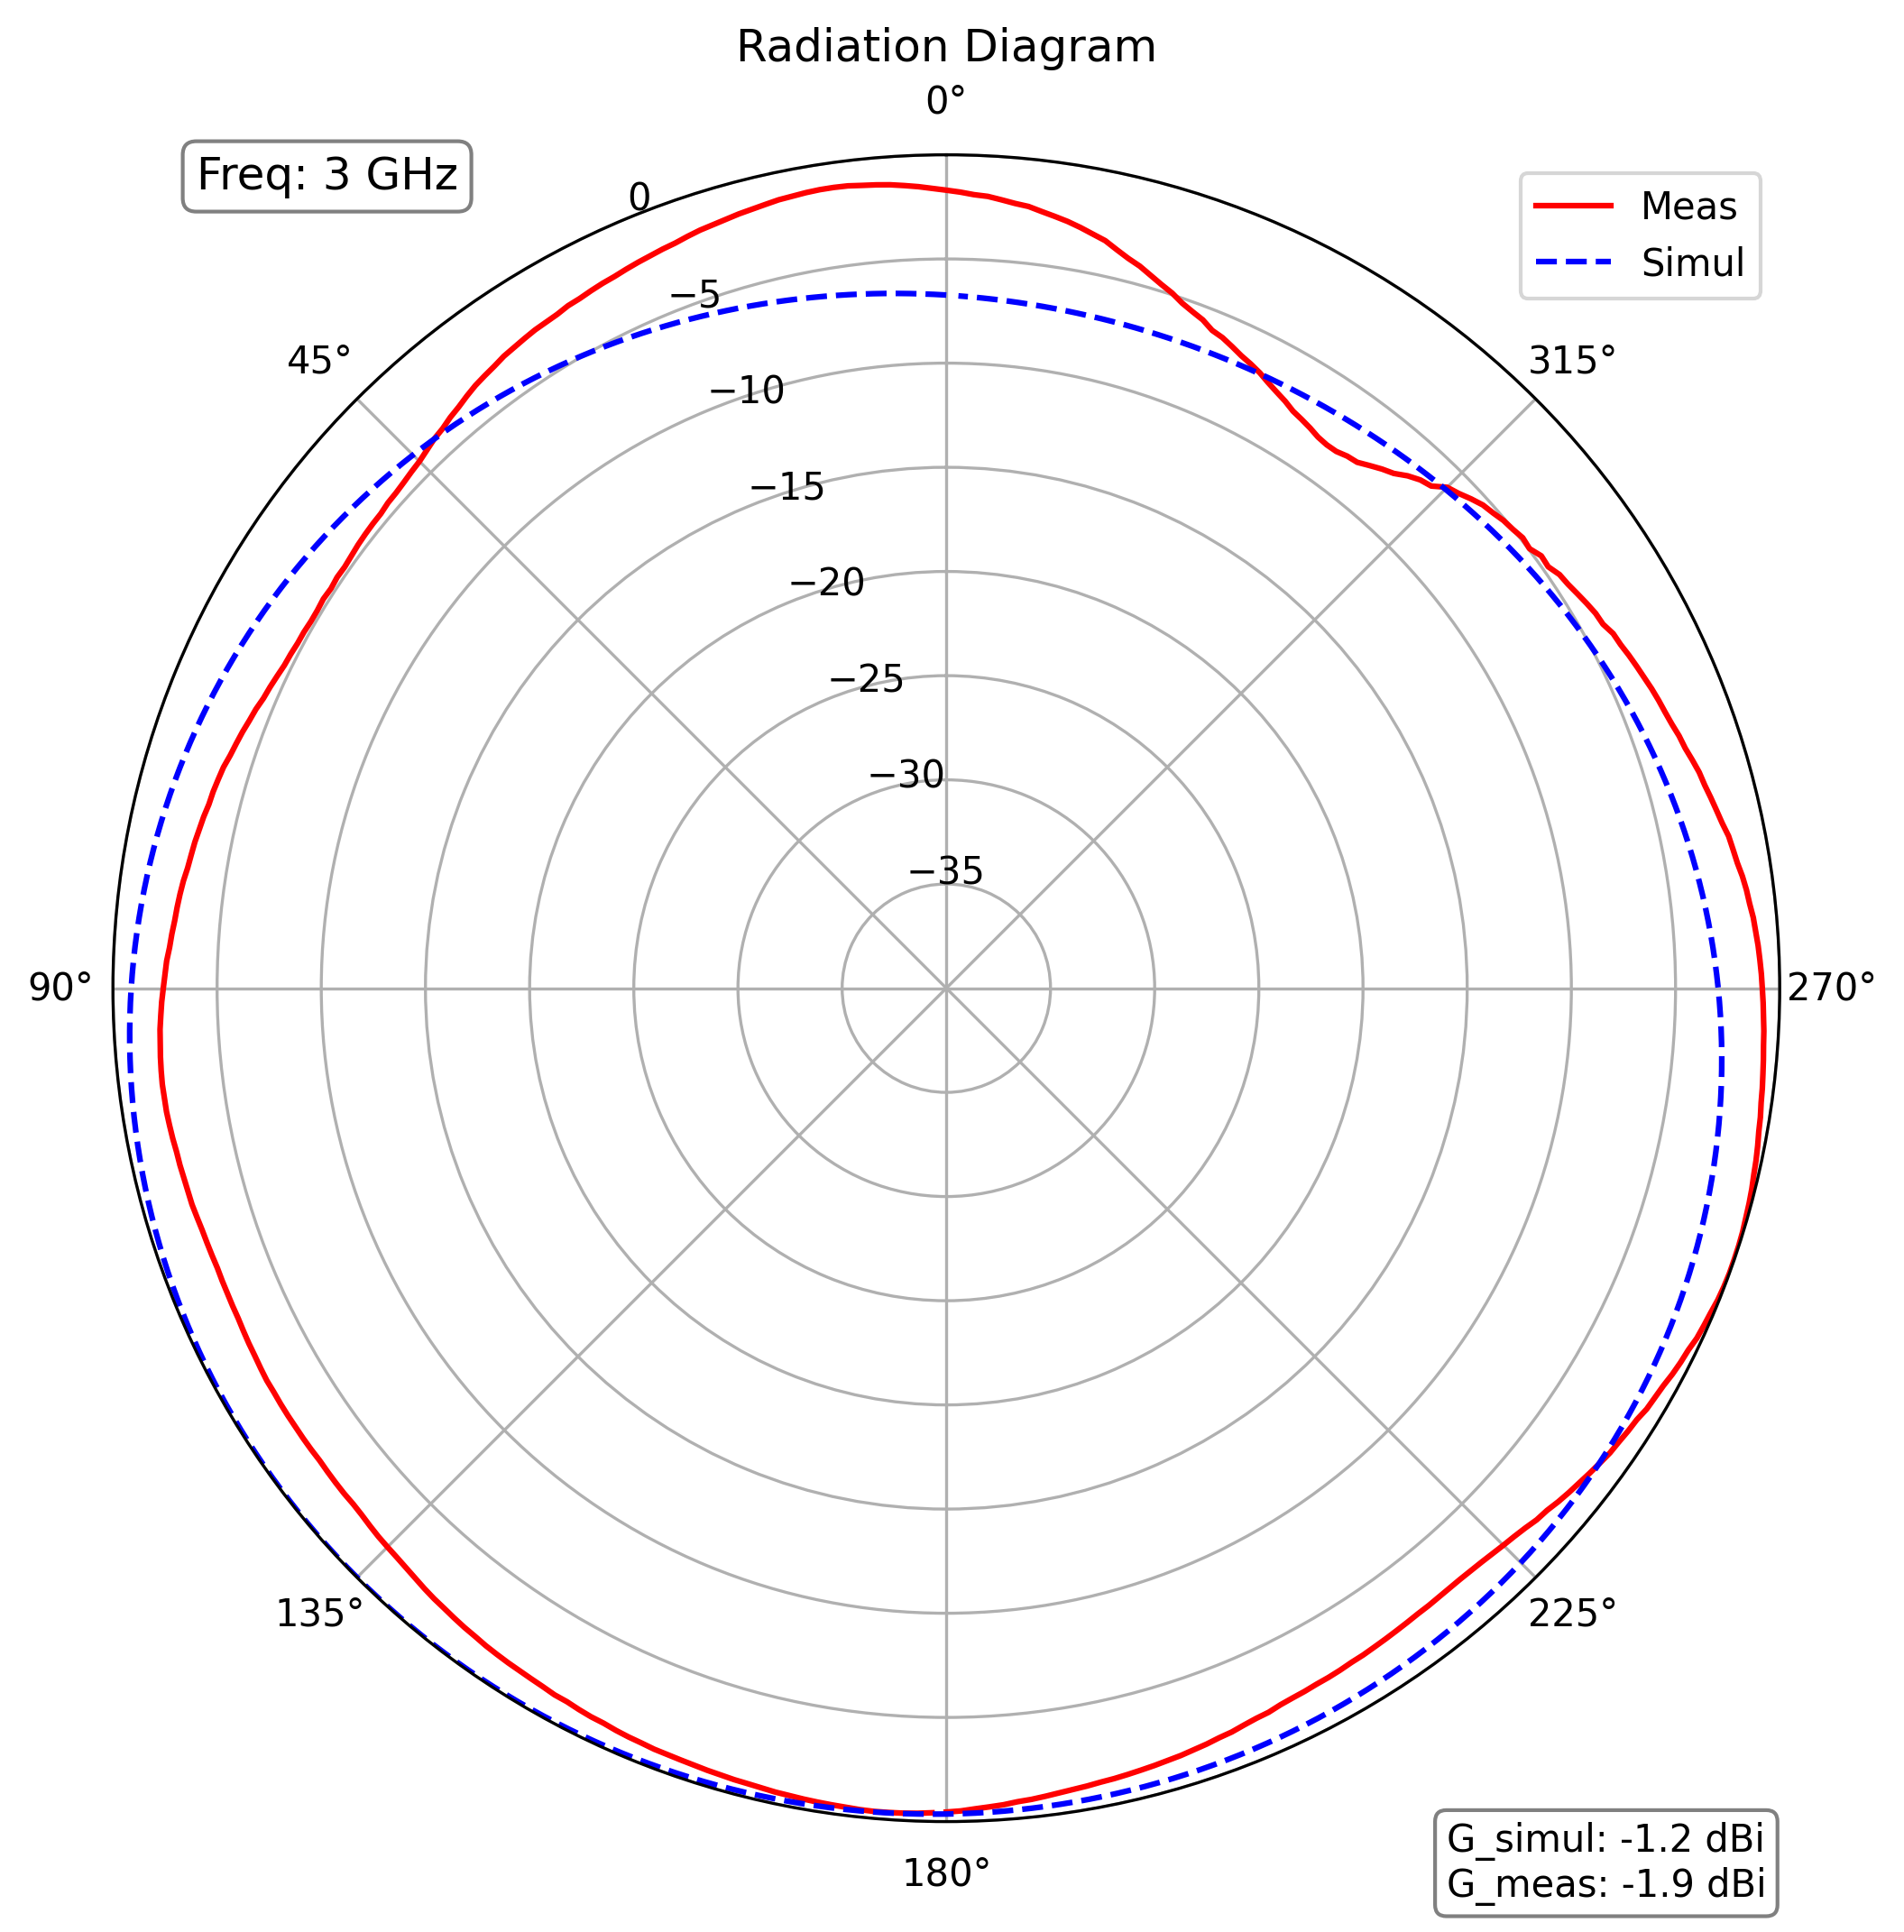 Radiation Diagram
0°
Freq: 3 GHz
Meas
Simul
0
−5
45°
315°
−10
−15
−20
−25
−30
−35
90°
270°
135°
225°
180°
G_simul: -1.2 dBi
G_meas: -1.9 dBi